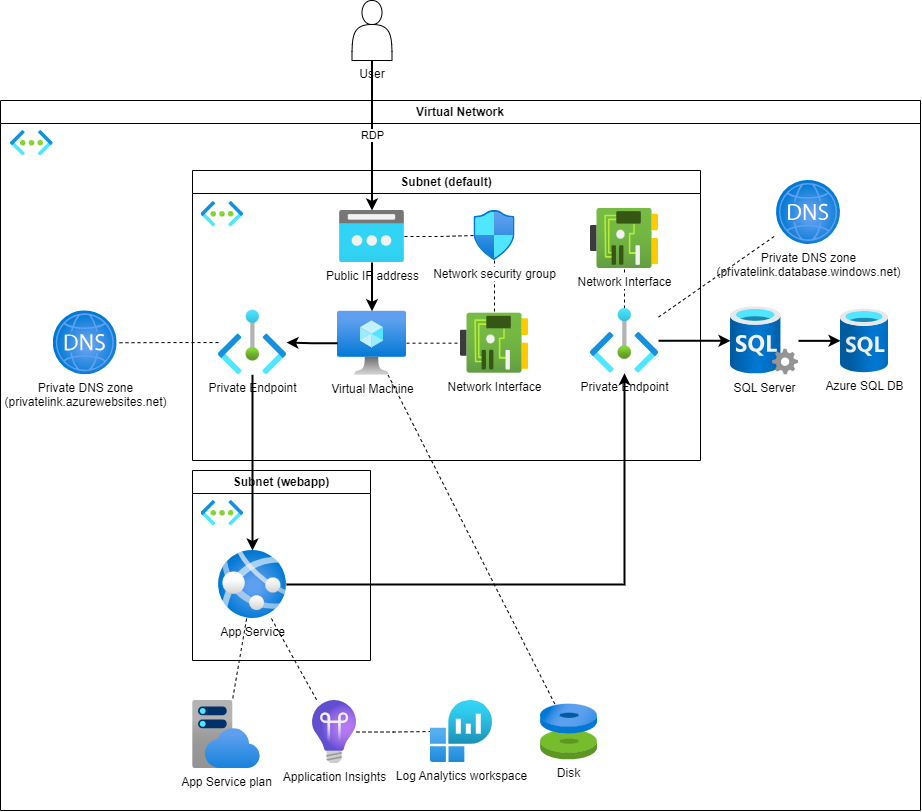 User
Virtual Network
RDP
Subnet (default)
DNS
Public IP address
Network security group
Network Interface
Private DNS zone
(privatelink.database.windows.net)
DNS
Private DNS zone
(privatelink.azurewebsites.net)
Private Endpoint
Virtual Machine
Network Interface
Private Endpoint
SQL
SQL Server
SQL
Azure SQL DB
Subnet (webapp)
App Service
App Service plan
Application Insights
Log Analytics workspace
Disk